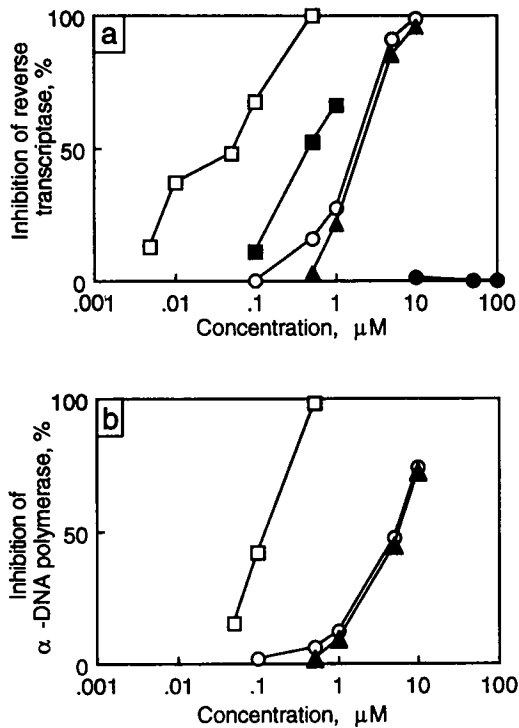 a
100
50
0
Inhibition of reverse
transcriptase, %
.001 .01 .1 1 10 100
Concentration, μM
b
100
50
0
Inhibition of
α -DNA polymerase, %
.001 .01 .1 1 10 100
Concentration, μM